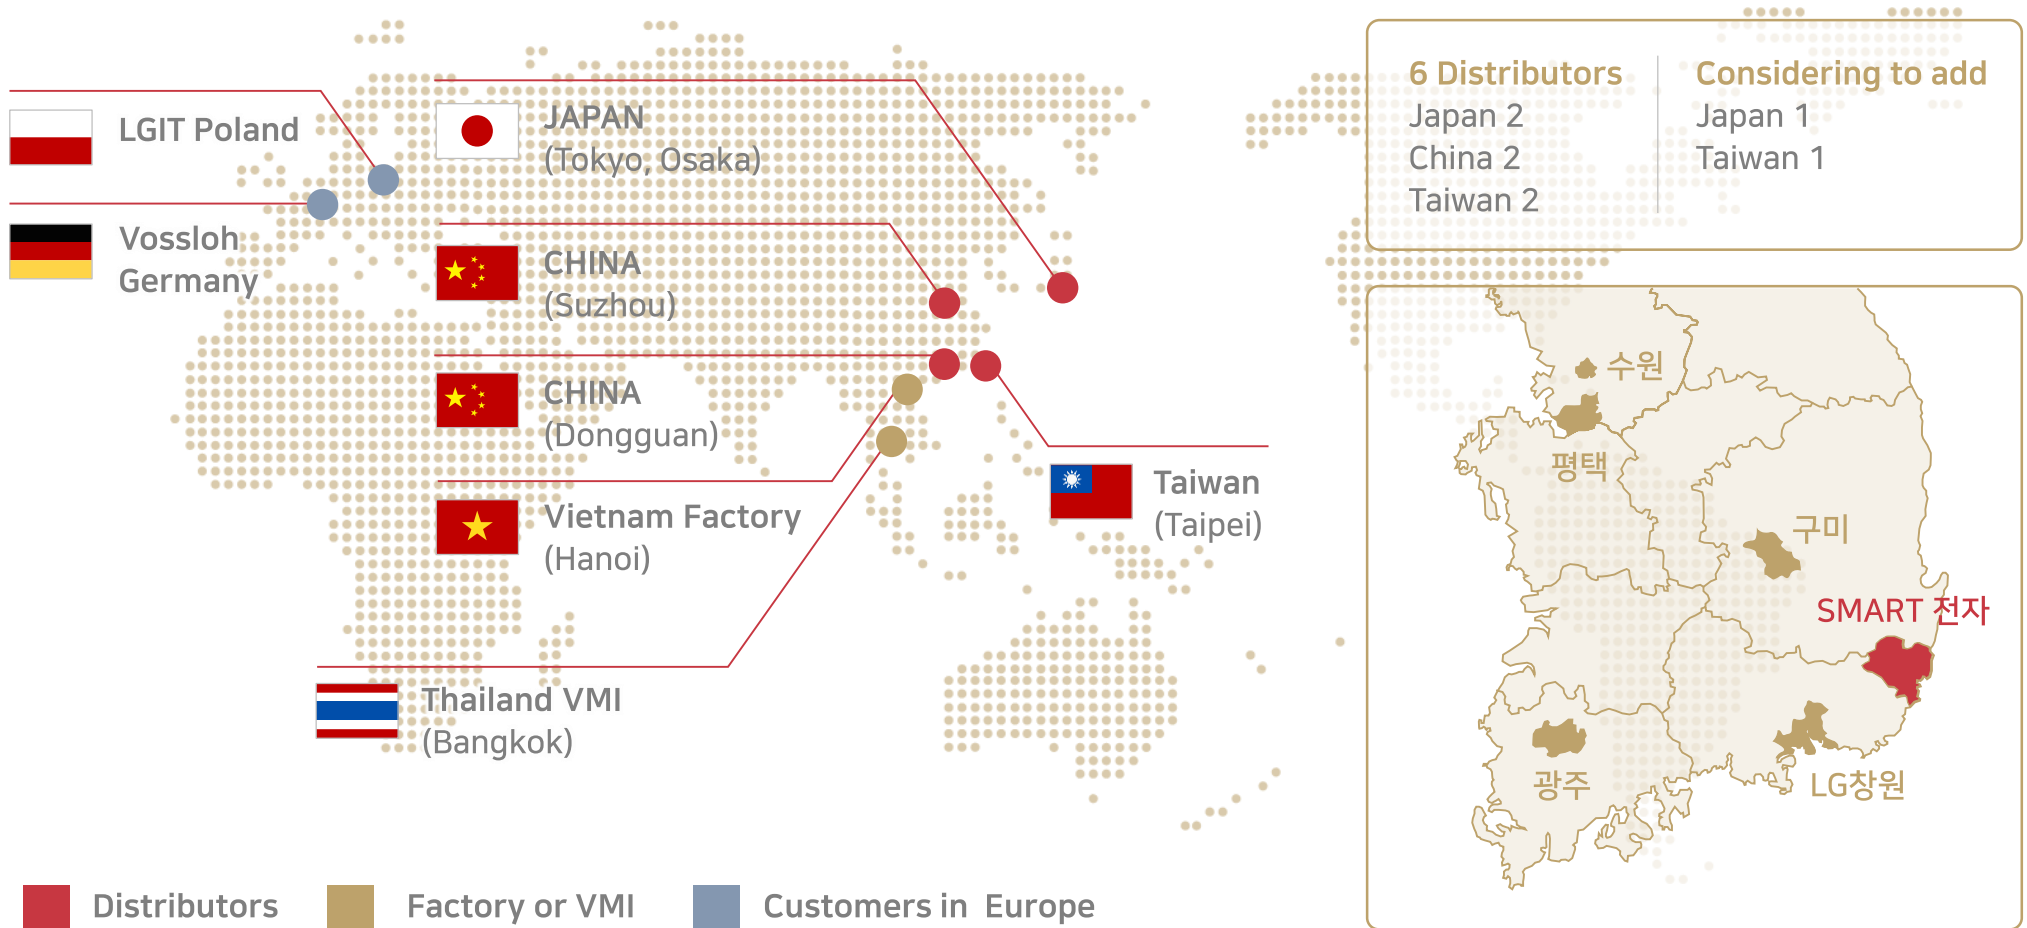 LGIT Poland
Vossloh
Germany
JAPAN
(Tokyo, Osaka)
CHINA
(Suzhou)
CHINA
(Dongguan)
Vietnam Factory
(Hanoi)
Thailand VMI
(Bangkok)
Taiwan
(Taipei)
6 Distributors
Japan 2
China 2
Taiwan 2
Considering to add
Japan 1
Taiwan 1
수원
평택
구미
SMART 전자
광주
LG창원
Distributors
Factory or VMI
Customers in Europe